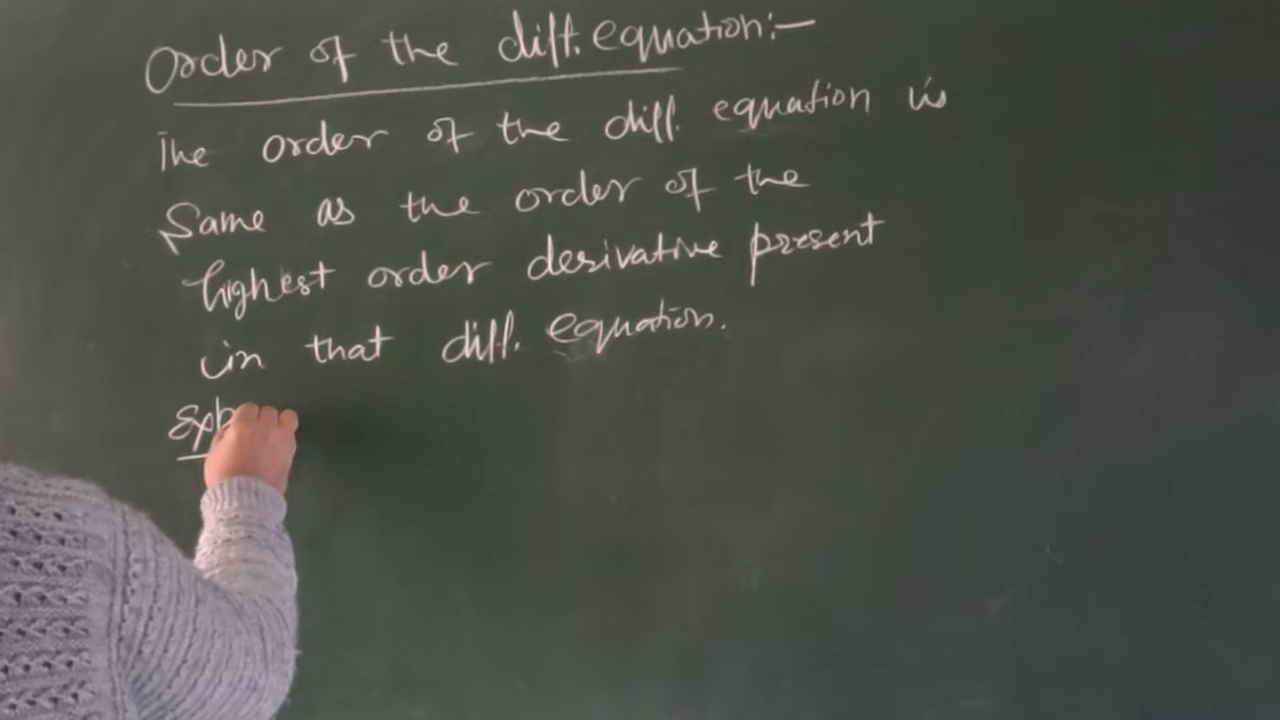 Order of the diff. equation:-
The order of the diff. equation is
Same as the order of the
highest order derivative present
in that diff. equation.